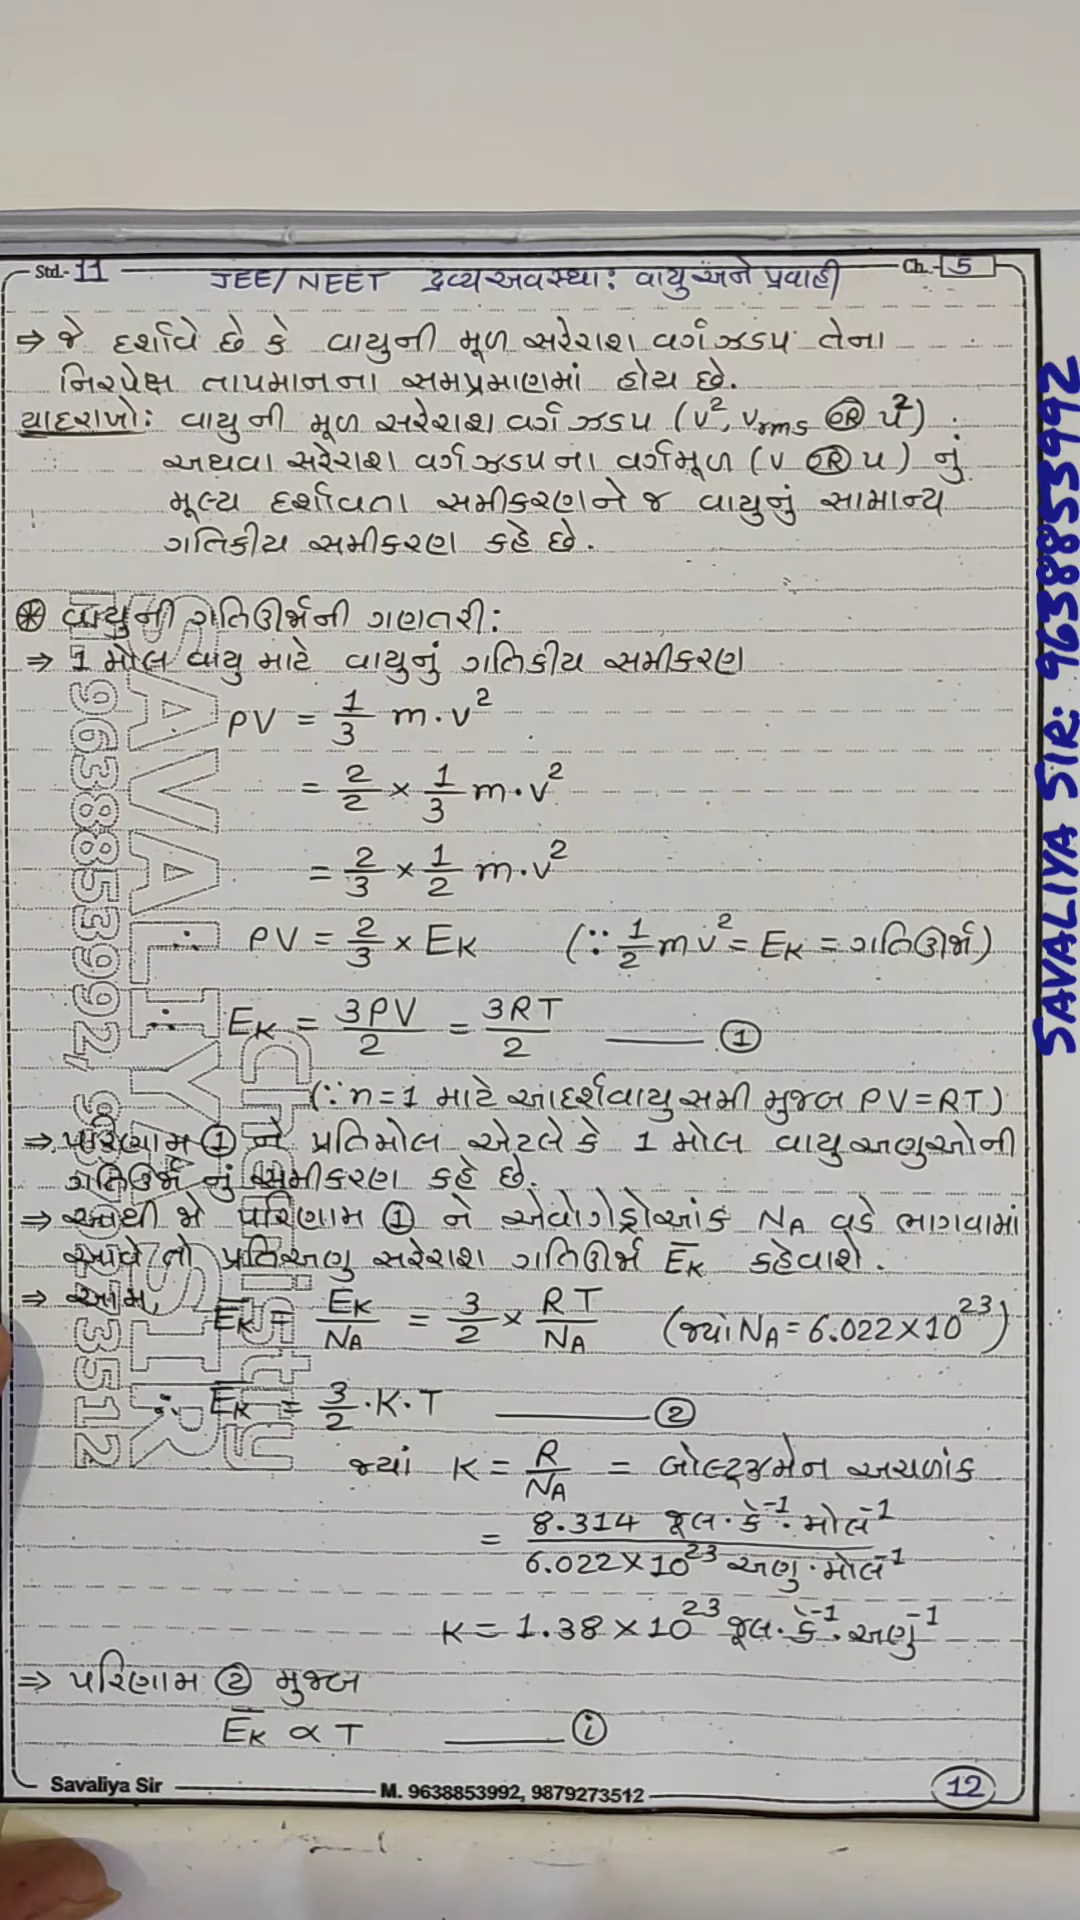 Std.- 11 JEE/NEET દ્રવ્યઅવસ્થા: વાયુ અને પ્રવાહી Ch.- 5
⇒ જે દર્શાવે છે કે વાયુની મૂળ સરેરાશ વર્ગઝડપ તેના
નિરપેક્ષ તાપમાનના સમપ્રમાણમાં હોય છે.
યાદરાખો: વાયુની મૂળ સરેરાશ વર્ગ ઝડપ (v², vrms OR u²)
અથવા સરેરાશ વર્ગઝડપના વર્ગમૂળ (v OR u) નું
મૂલ્ય દર્શાવતા સમીકરણને જ વાયુનું સામાન્ય
ગતિકીય સમીકરણ કહે છે.
⊛ વાયુની ગતિઊર્જાની ગણતરી:
⇒ 1 મોલ વાયુ માટે વાયુનું ગતિકીય સમીકરણ
PV = 1/3 m·v²
= 2/2 × 1/3 m·v²
= 2/3 × 1/2 m·v²
∴ PV = 2/3 × EK (∵ 1/2 mv² = EK = ગતિઊર્જા)
∴ EK = 3PV/2 = 3RT/2 —— ①
(∵ n=1 માટે આદર્શવાયુ સમી મુજબ PV=RT)
⇒ પરિણામ ① ને પ્રતિમોલ એટલે કે 1 મોલ વાયુઅણુઓની
ગતિઊર્જા નું સમીકરણ કહે છે.
⇒ આથી જો પરિણામ ① ને એવોગેડ્રોઆંક NA વડે ભાગવામાં
આવે તો પ્રતિઅણુ સરેરાશ ગતિઊર્જા E̅K કહેવાશે.
⇒ આમ, E̅K = EK/NA = 3/2 × RT/NA (જ્યાં NA = 6.022×10²³)
∴ E̅K = 3/2 · K · T —— ②
જ્યાં K = R/NA = બોલ્ટ્ઝમેન અચળાંક
= 8.314 જૂલ·કે⁻¹·મોલ⁻¹ / 6.022×10²³ અણુ·મોલ⁻¹
K = 1.38 × 10²³ જૂલ·કે⁻¹·અણુ⁻¹
⇒ પરિણામ ② મુજબ
E̅K ∝ T —— ⓘ
Savaliya Sir M. 9638853992, 9879273512 12
SAVALIYA SIR: 9638853992
SAVALIYA SIR
9638853992, 9879273512
Chemistry